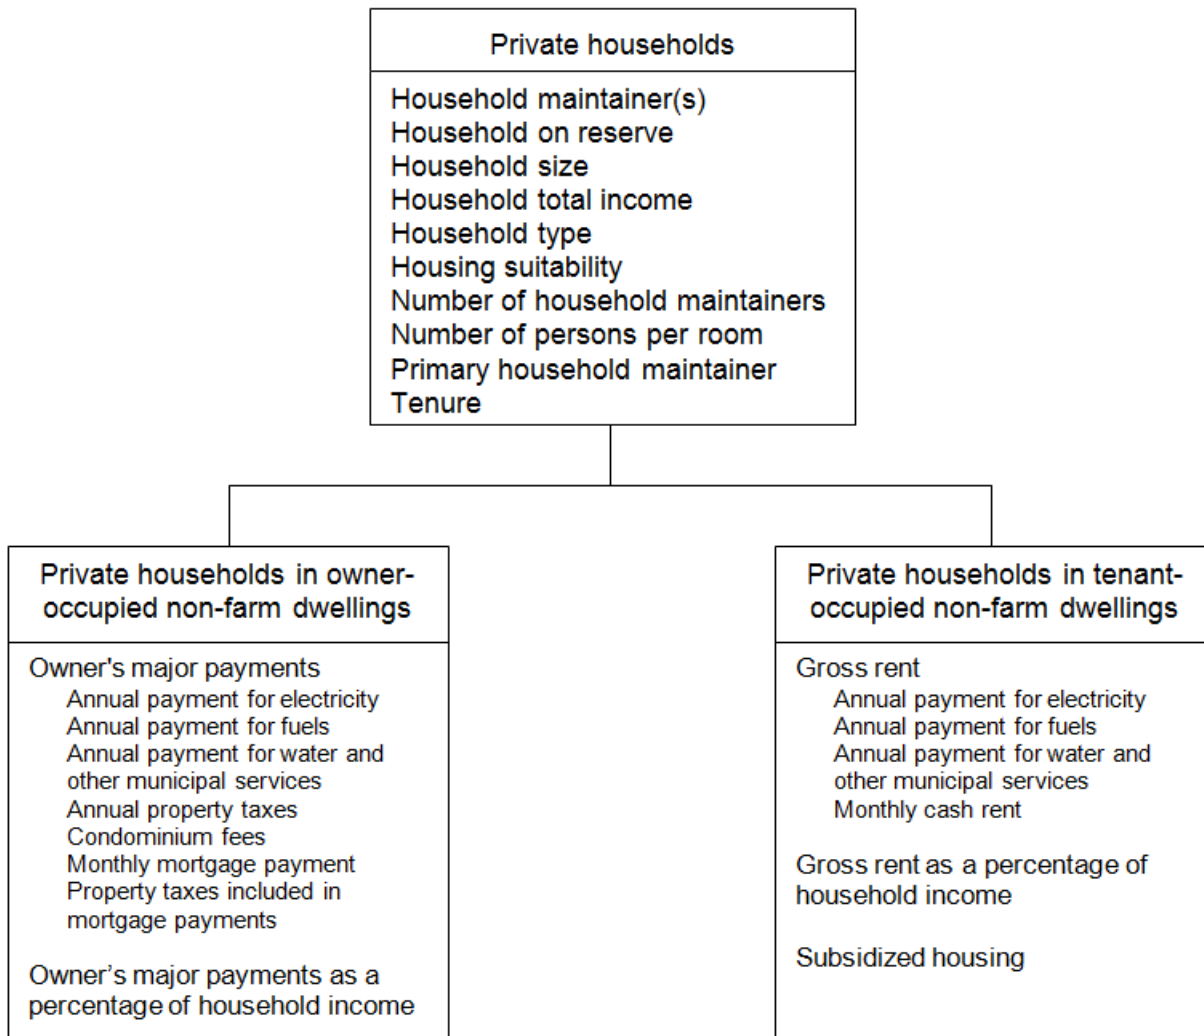 Private households
Household maintainer(s)
Household on reserve
Household size
Household total income
Household type
Housing suitability
Number of household maintainers
Number of persons per room
Primary household maintainer
Tenure
Private households in owner-
occupied non-farm dwellings
Owner's major payments
Annual payment for electricity
Annual payment for fuels
Annual payment for water and
other municipal services
Annual property taxes
Condominium fees
Monthly mortgage payment
Property taxes included in
mortgage payments
Owner’s major payments as a
percentage of household income
Private households in tenant-
occupied non-farm dwellings
Gross rent
Annual payment for electricity
Annual payment for fuels
Annual payment for water and
other municipal services
Monthly cash rent
Gross rent as a percentage of
household income
Subsidized housing